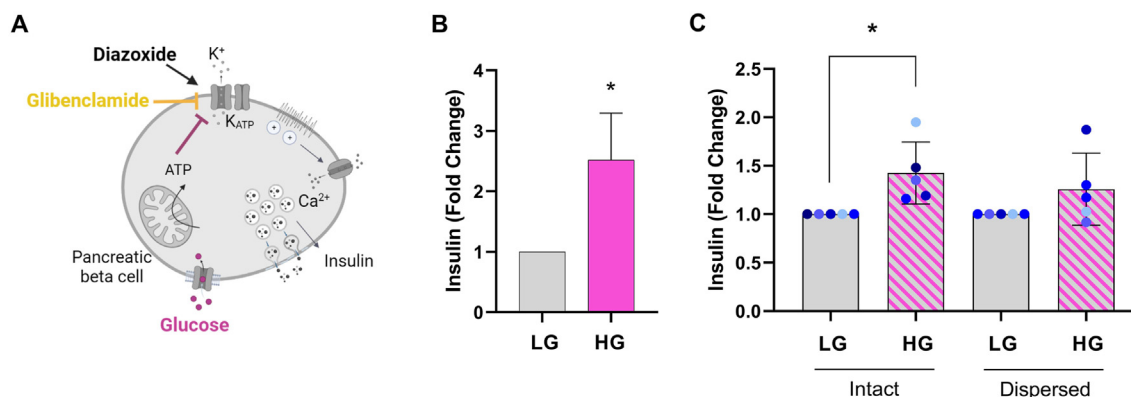 A
Diazoxide
K+
Glibenclamide
KATP
ATP
Ca2+
Pancreatic
beta cell
Insulin
Glucose
B
Insulin (Fold Change)
4
3
2
1
0
*
LG HG
C
Insulin (Fold Change)
2.5
2.0
1.5
1.0
0.5
0.0
*
LG HG LG HG
Intact Dispersed